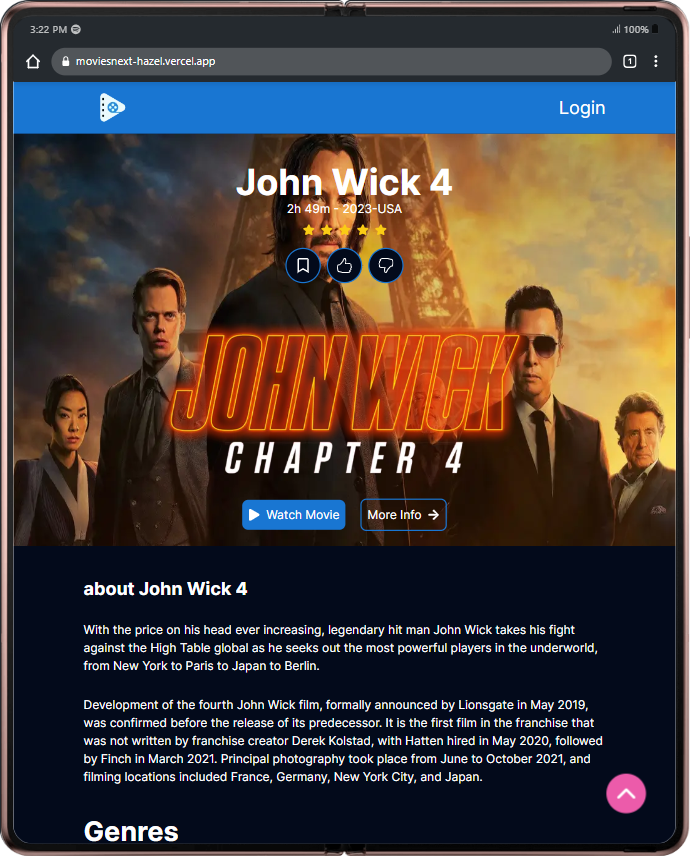 3:22 PM
100%
moviesnext-hazel.vercel.app
1
Login
John Wick 4
2h 49m - 2023-USA
JOHN WICK
CHAPTER 4
Watch Movie
More Info
about John Wick 4
With the price on his head ever increasing, legendary hit man John Wick takes his fight
against the High Table global as he seeks out the most powerful players in the underworld,
from New York to Paris to Japan to Berlin.
Development of the fourth John Wick film, formally announced by Lionsgate in May 2019,
was confirmed before the release of its predecessor. It is the first film in the franchise that
was not written by franchise creator Derek Kolstad, with Hatten hired in May 2020, followed
by Finch in March 2021. Principal photography took place from June to October 2021, and
filming locations included France, Germany, New York City, and Japan.
Genres